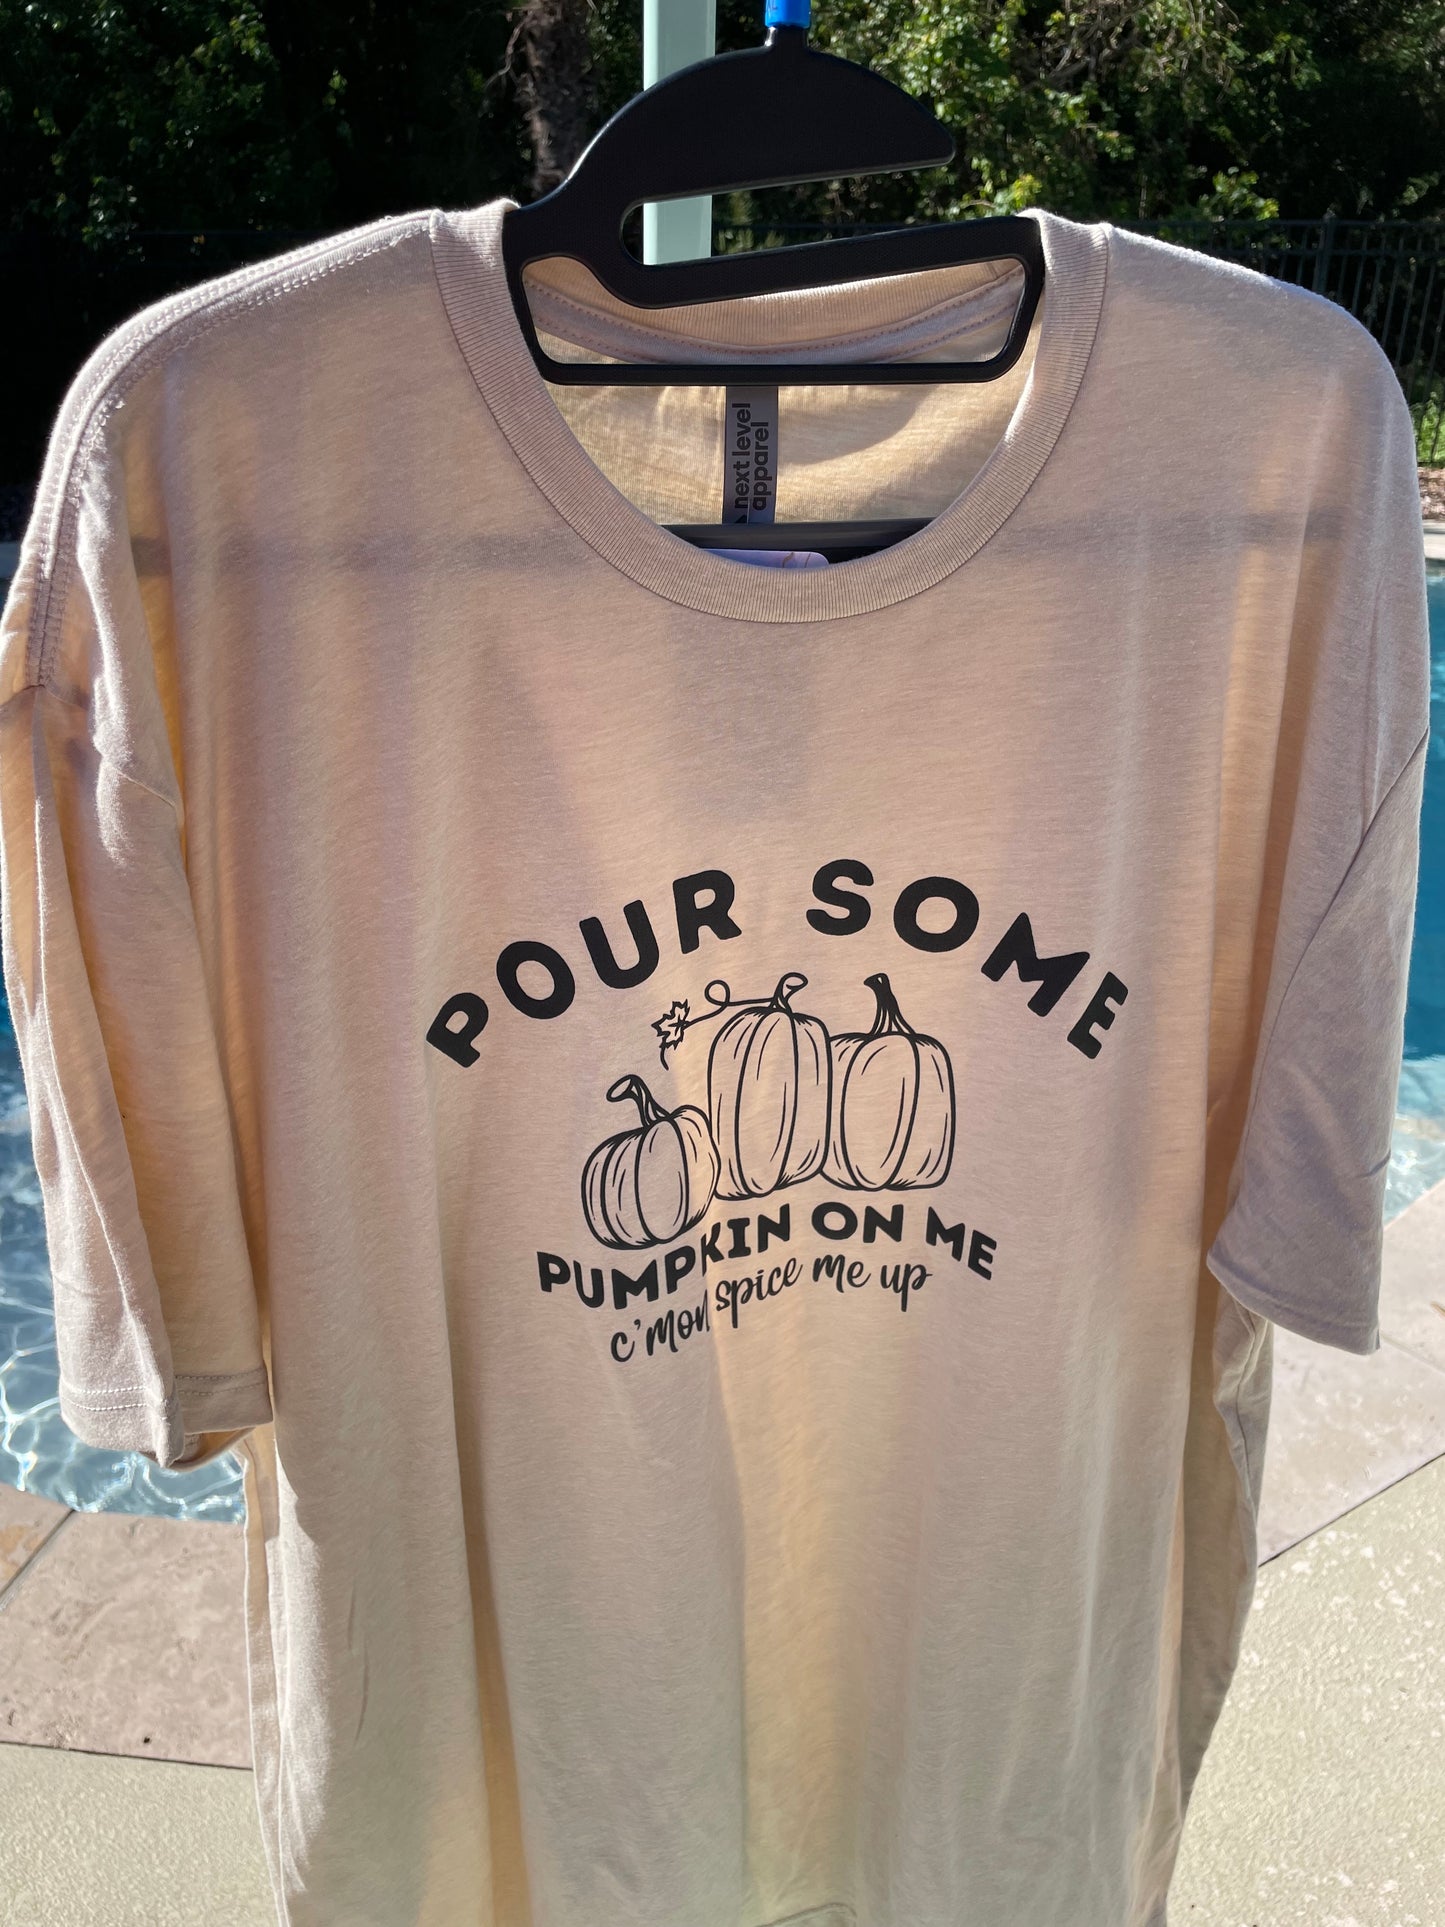 next level
apparel
POUR SOME
PUMPKIN ON ME
c'mon spice me up